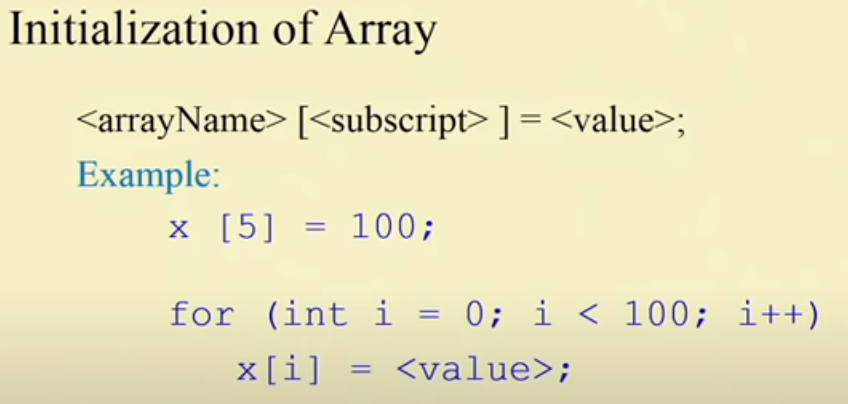 Initialization of Array
<arrayName> [<subscript> ] = <value>;
Example:
x [5] = 100;
for (int i = 0; i < 100; i++)
x[i] = <value>;